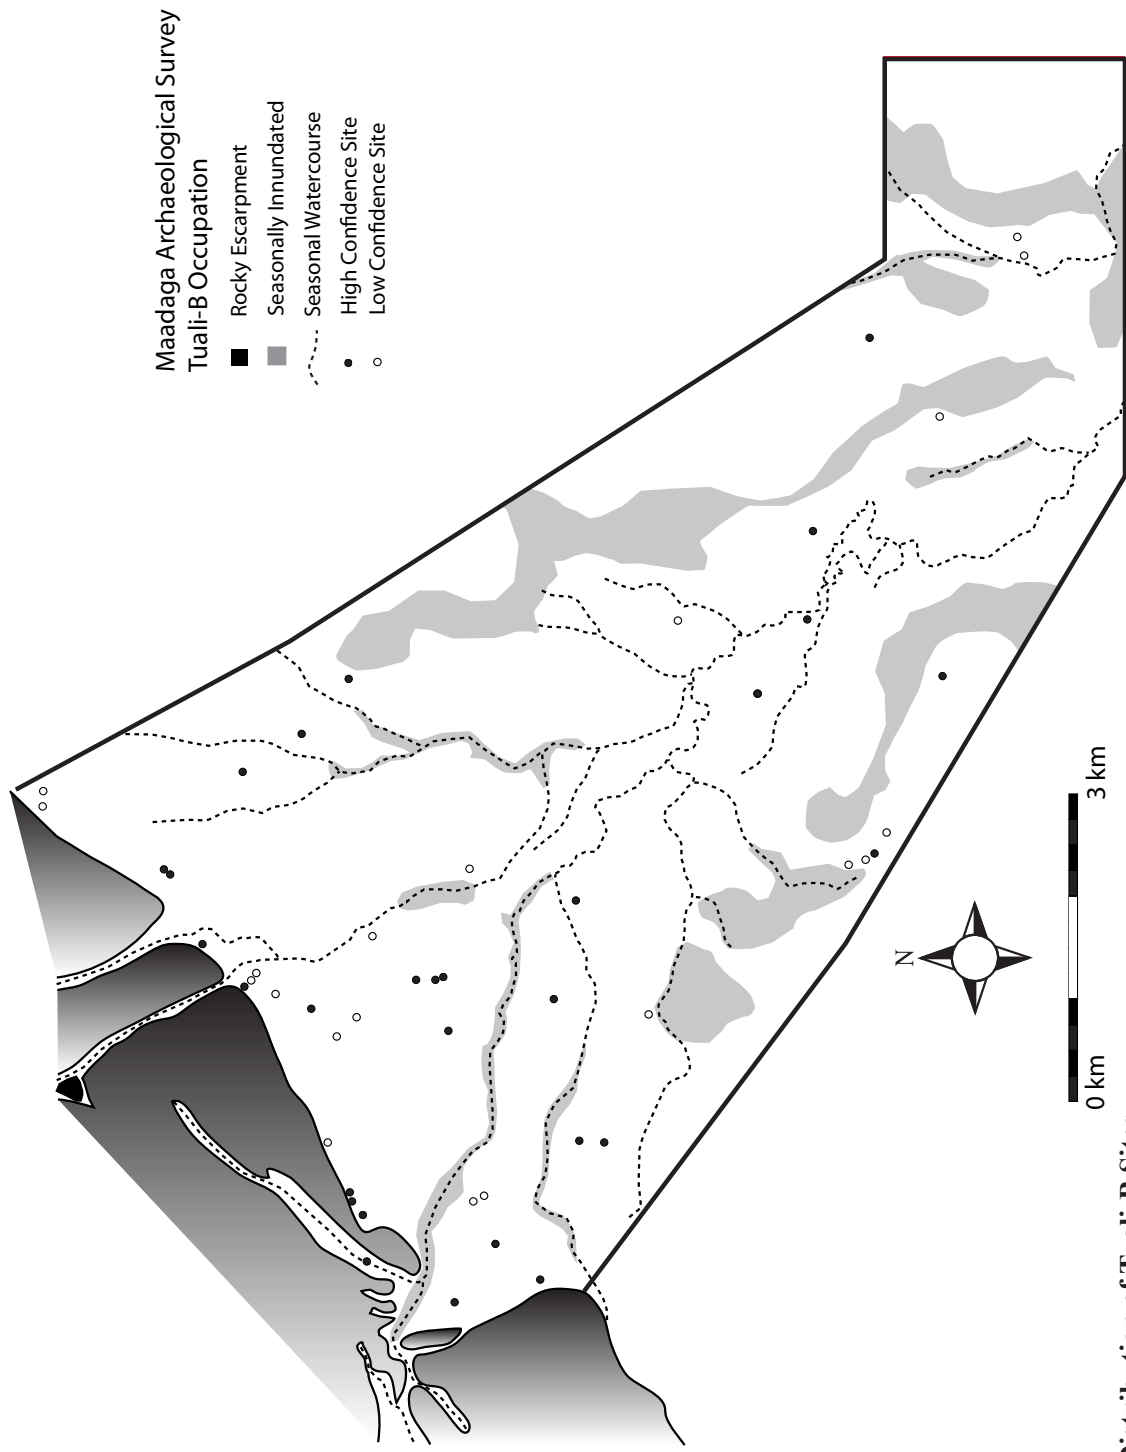 Maadaga Archaeological Survey
Tuali-B Occupation
Rocky Escarpment
Seasonally Innundated
Seasonal Watercourse
High Confidence Site
Low Confidence Site
N
0 km
3 km